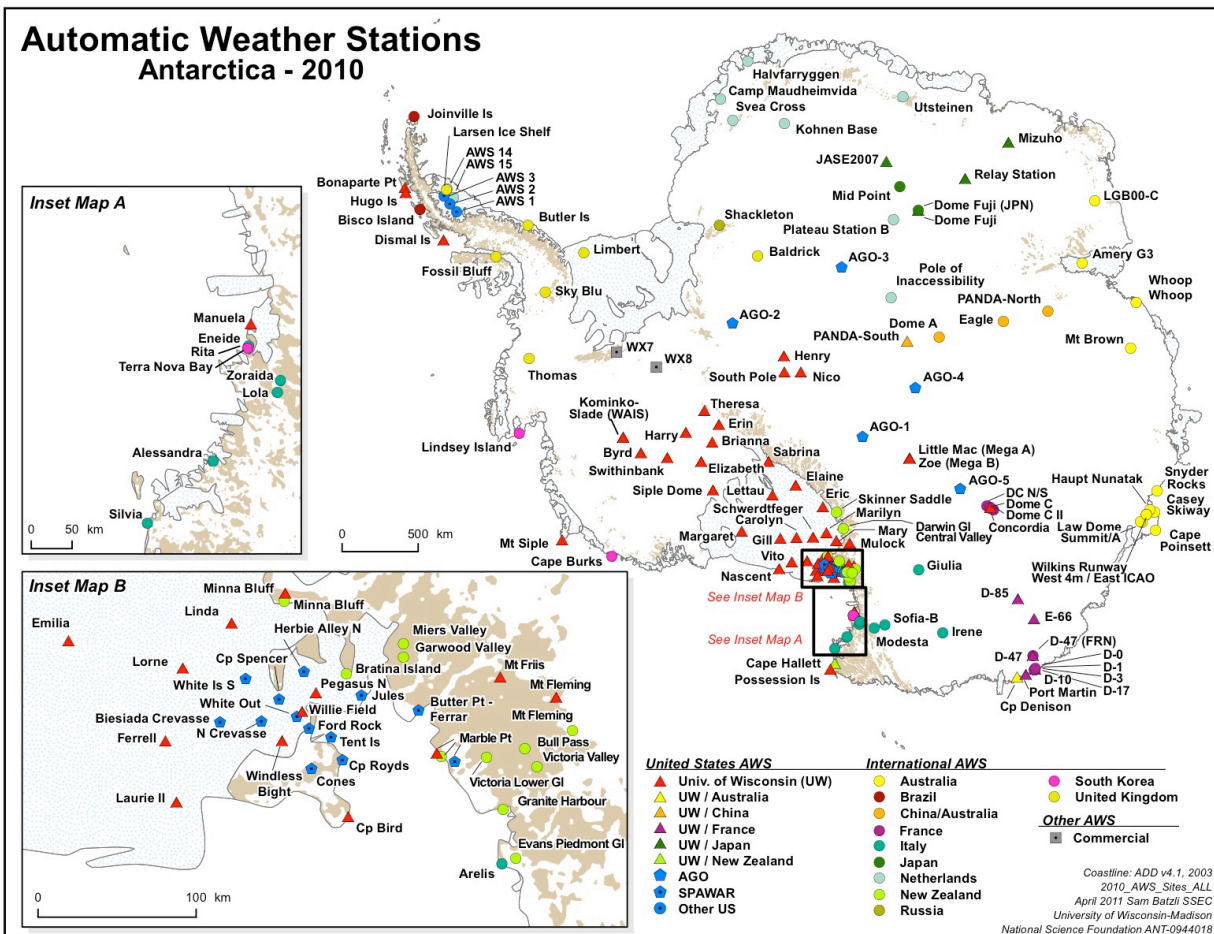 Automatic Weather Stations
Antarctica - 2010
Halvfarryggen
Camp Maudheimvida
Svea Cross
Utsteinen
Kohnen Base
Joinville Is
Larsen Ice Shelf
AWS 14
AWS 15
AWS 3
AWS 2
AWS 1
Bonaparte Pt
Hugo Is
Bisco Island
Dismal Is
Fossil Bluff
Butler Is
Limbert
Sky Blu
Thomas
Lindsey Island
Mizuho
JASE2007
Relay Station
Mid Point
Dome Fuji (JPN)
Dome Fuji
LGB00-C
Shackleton
Plateau Station B
Baldrick
AGO-3
Amery G3
Pole of
Inaccessibility
Whoop
Whoop
PANDA-North
Eagle
AGO-2
Dome A
PANDA-South
Mt Brown
WX7
WX8
Henry
South Pole
Nico
AGO-4
Kominko-
Slade (WAIS)
Theresa
Erin
Harry
Brianna
AGO-1
Byrd
Swithinbank
Elizabeth
Sabrina
Little Mac (Mega A)
Zoe (Mega B)
Siple Dome
Lettau
Elaine
AGO-5
Haupt Nunatak
Snyder
Rocks
Schwerdtfeger
Eric
Skinner Saddle
DC N/S
Dome C
Dome C II
Concordia
Casey
Skiway
Carolyn
Marilyn
Margaret
Gill
Mary
Darwin Gl
Central Valley
Law Dome
Summit/A
Cape
Poinsett
Mt Siple
Mulock
Cape Burks
Vito
Nascent
Giulia
Wilkins Runway
West 4m / East ICAO
See Inset Map B
D-85
E-66
See Inset Map A
Sofia-B
Modesta
Irene
D-47 (FRN)
D-47
D-0
D-1
D-3
D-10
D-17
Port Martin
Cp Denison
Cape Hallett
Possession Is
0 500 km
Inset Map A
Manuela
Eneide
Rita
Terra Nova Bay
Zoraida
Lola
Alessandra
Silvia
0 50 km
Inset Map B
Minna Bluff
Minna Bluff
Linda
Emilia
Herbie Alley N
Miers Valley
Garwood Valley
Cp Spencer
Lorne
Bratina Island
Mt Friis
White Is S
Pegasus N
Jules
Mt Fleming
White Out
Willie Field
Butter Pt -
Ferrar
Mt Fleming
Biesiada Crevasse
N Crevasse
Ford Rock
Tent Is
Marble Pt
Bull Pass
Ferrell
Cp Royds
Victoria Valley
Windless
Bight
Cones
Victoria Lower Gl
Laurie II
Granite Harbour
Cp Bird
Evans Piedmont Gl
Arelis
0 100 km
United States AWS
Univ. of Wisconsin (UW)
UW / Australia
UW / China
UW / France
UW / Japan
UW / New Zealand
AGO
SPAWAR
Other US
International AWS
Australia
Brazil
China/Australia
France
Italy
Japan
Netherlands
New Zealand
Russia
South Korea
United Kingdom
Other AWS
Commercial
Coastline: ADD v4.1, 2003
2010_AWS_Sites_ALL
April 2011 Sam Batzli SSEC
University of Wisconsin-Madison
National Science Foundation ANT-0944018